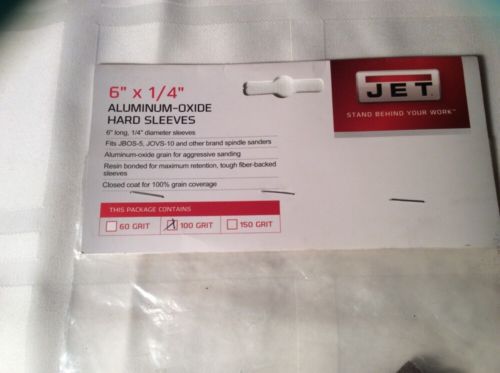 6" x 1/4"
ALUMINUM-OXIDE
HARD SLEEVES
6" long, 1/4" diameter sleeves
Fits JBOS-5, JOVS-10 and other brand spindle sanders
Aluminum-oxide grain for aggressive sanding
Resin bonded for maximum retention, tough fiber-backed
sleeves
Closed coat for 100% grain coverage
THIS PACKAGE CONTAINS
60 GRIT 100 GRIT 150 GRIT
JET
STAND BEHIND YOUR WORK™